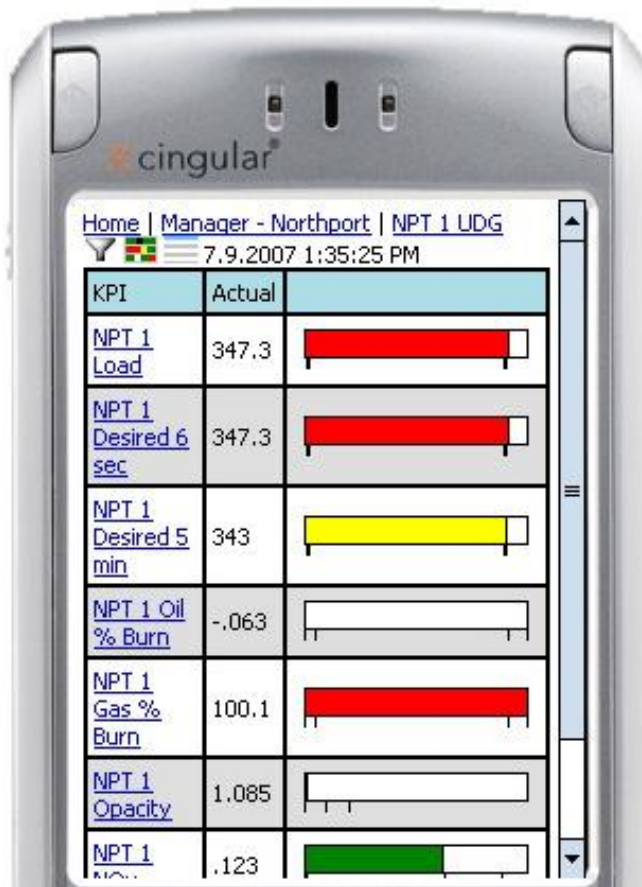 cingular
Home | Manager - Northport | NPT 1 UDG
7.9.2007 1:35:25 PM
KPI Actual
NPT 1
Load
347.3
NPT 1
Desired 6
sec
347.3
NPT 1
Desired 5
min
343
NPT 1 Oil
% Burn
-.063
NPT 1
Gas %
Burn
100.1
NPT 1
Opacity
1.085
NPT 1
.123